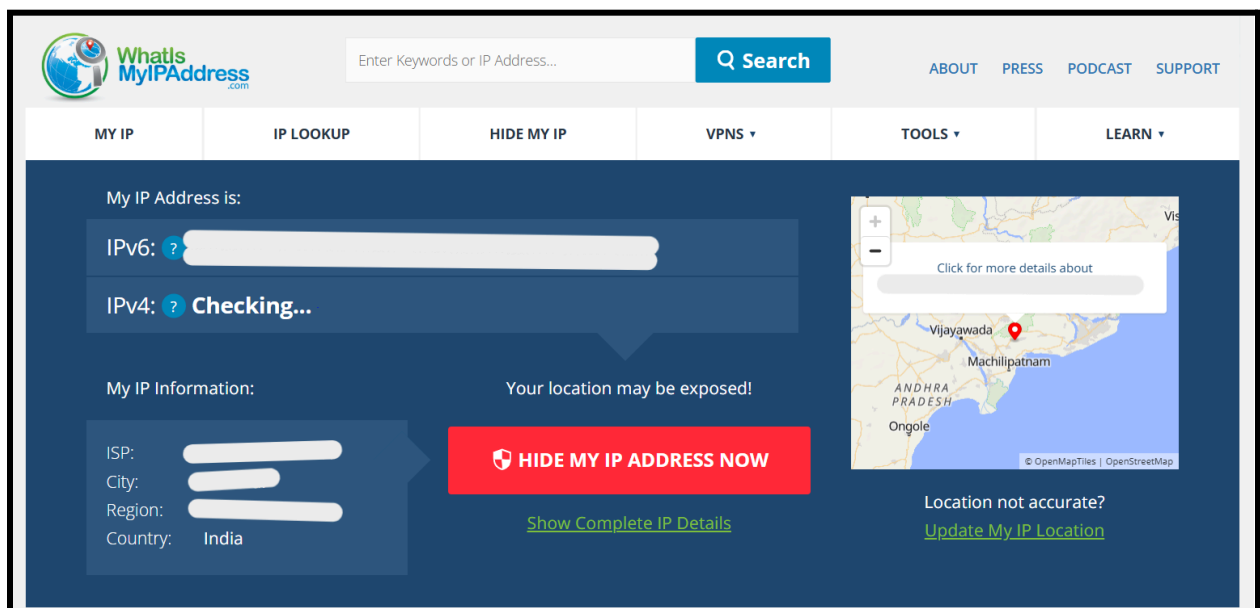 WhatIs
MyIPAddress
.com
Enter Keywords or IP Address...
Search
ABOUT PRESS PODCAST SUPPORT
MY IP IP LOOKUP HIDE MY IP VPNS ▾ TOOLS ▾ LEARN ▾
My IP Address is:
IPv6: ?
IPv4: ? Checking...
My IP Information:
ISP:
City:
Region:
Country: India
Your location may be exposed!
HIDE MY IP ADDRESS NOW
Show Complete IP Details
+
Vis
−
Click for more details about
Vijayawada
Machilipatnam
ANDHRA
PRADESH
Ongole
© OpenMapTiles | OpenStreetMap
Location not accurate?
Update My IP Location